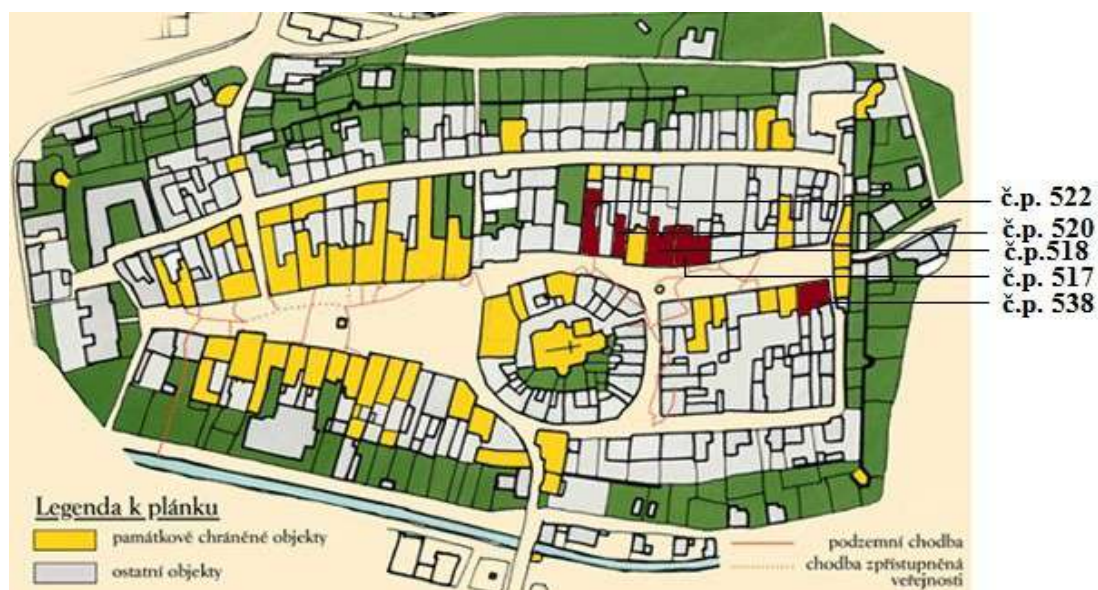 č.p. 522
č.p. 520
č.p.518
č.p. 517
č.p. 538
Legenda k plánku
památkově chráněné objekty
ostatní objekty
podzemní chodba
chodba zpřístupněná
veřejnosti